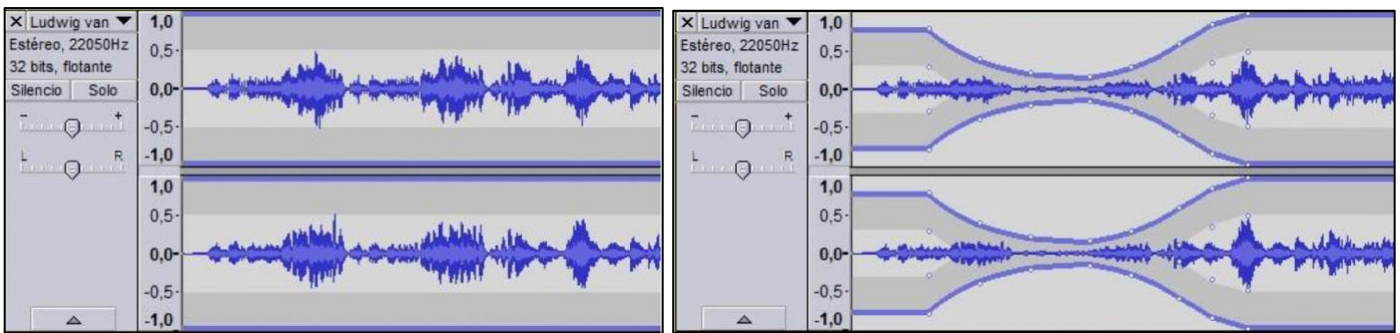 Ludwig van
Estéreo, 22050Hz
32 bits, flotante
Silencio Solo
- +
L R
1,0
0,5-
0,0-
-0,5-
-1,0
1,0
0,5-
0,0-
-0,5-
-1,0
Ludwig van
Estéreo, 22050Hz
32 bits, flotante
Silencio Solo
- +
L R
1,0
0,5-
0,0-
-0,5-
-1,0
1,0
0,5-
0,0-
-0,5-
-1,0